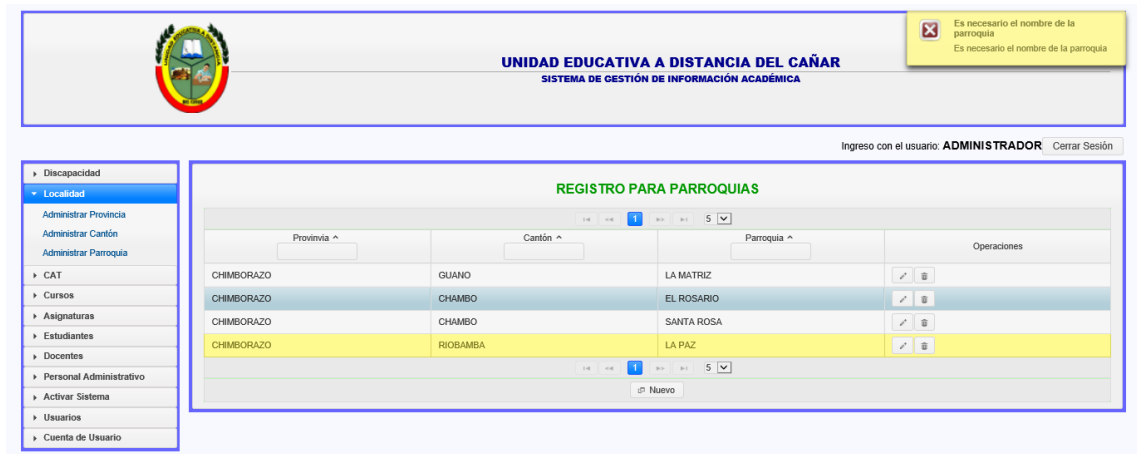 Es necesario el nombre de la
parroquia
Es necesario el nombre de la parroquia
UNIDAD EDUCATIVA A DISTANCIA DEL CAÑAR
SISTEMA DE GESTIÓN DE INFORMACIÓN ACADÉMICA
Ingreso con el usuario: ADMINISTRADOR Cerrar Sesión
Discapacidad
Localidad
Administrar Provincia
Administrar Cantón
Administrar Parroquia
CAT
Cursos
Asignaturas
Estudiantes
Docentes
Personal Administrativo
Activar Sistema
Usuarios
Cuenta de Usuario
REGISTRO PARA PARROQUIAS
1 5
Provinvia Cantón Parroquia Operaciones
CHIMBORAZO GUANO LA MATRIZ
CHIMBORAZO CHAMBO EL ROSARIO
CHIMBORAZO CHAMBO SANTA ROSA
CHIMBORAZO RIOBAMBA LA PAZ
1 5
Nuevo